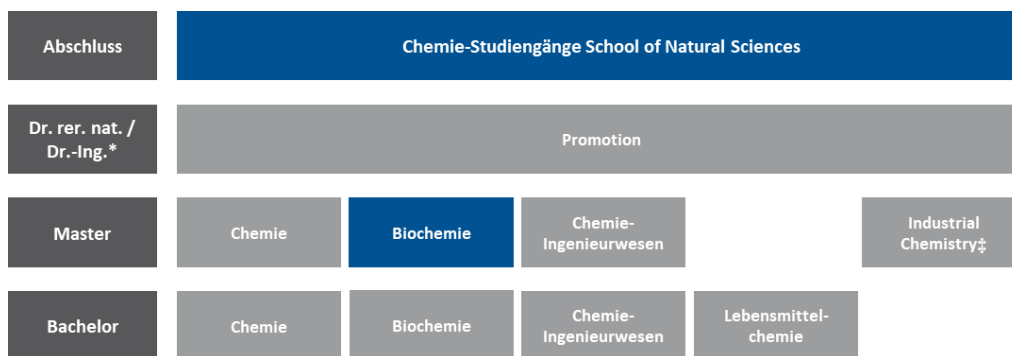 Abschluss
Chemie-Studiengänge School of Natural Sciences
Dr. rer. nat. /
Dr.-Ing.*
Promotion
Master
Chemie
Biochemie
Chemie-
Ingenieurwesen
Industrial
Chemistry‡
Bachelor
Chemie
Biochemie
Chemie-
Ingenieurwesen
Lebensmittel-
chemie